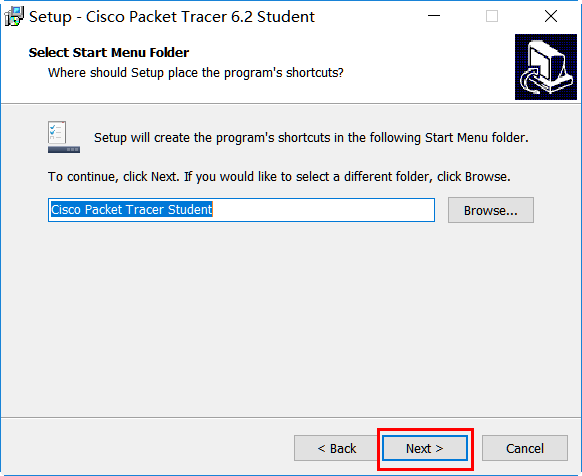 Setup - Cisco Packet Tracer 6.2 Student
Select Start Menu Folder
Where should Setup place the program's shortcuts?
Setup will create the program's shortcuts in the following Start Menu folder.
To continue, click Next. If you would like to select a different folder, click Browse.
Cisco Packet Tracer Student
Browse...
< Back
Next >
Cancel